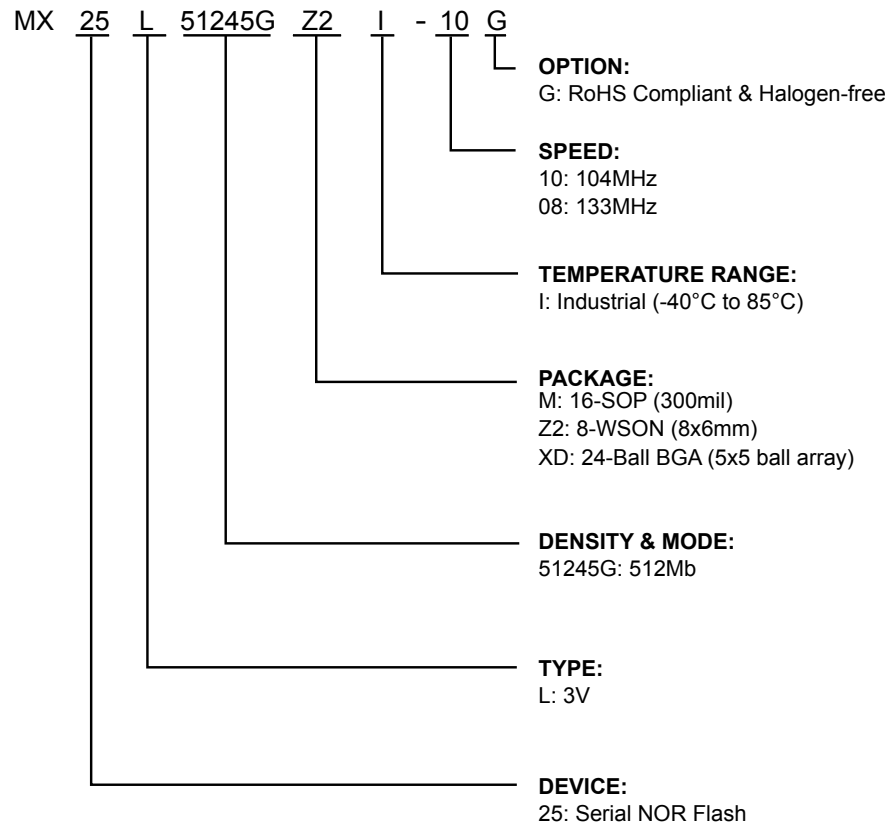 MX 25 L 51245G Z2 I - 10 G
OPTION:
G: RoHS Compliant & Halogen-free
SPEED:
10: 104MHz
08: 133MHz
TEMPERATURE RANGE:
I: Industrial (-40°C to 85°C)
PACKAGE:
M: 16-SOP (300mil)
Z2: 8-WSON (8x6mm)
XD: 24-Ball BGA (5x5 ball array)
DENSITY & MODE:
51245G: 512Mb
TYPE:
L: 3V
DEVICE:
25: Serial NOR Flash